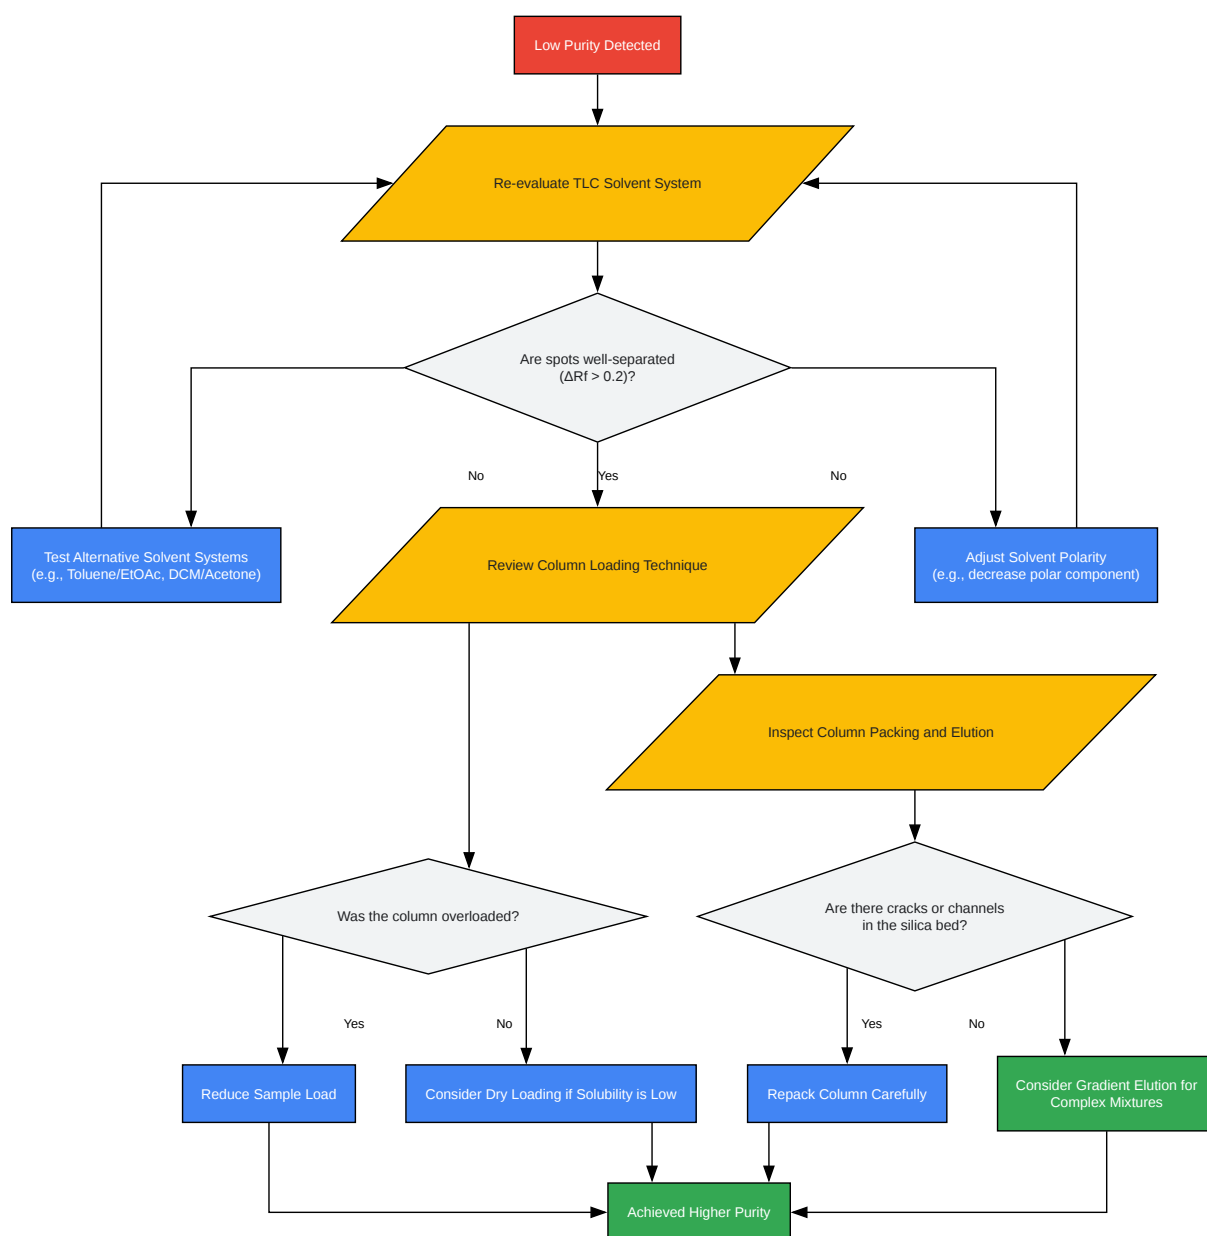 Low Purity Detected
Re-evaluate TLC Solvent System
Are spots well-separated
(ΔRf > 0.2)?
No
Yes
No
Test Alternative Solvent Systems
(e.g., Toluene/EtOAc, DCM/Acetone)
Review Column Loading Technique
Adjust Solvent Polarity
(e.g., decrease polar component)
Inspect Column Packing and Elution
Was the column overloaded?
Are there cracks or channels
in the silica bed?
Yes
No
Yes
No
Reduce Sample Load
Consider Dry Loading if Solubility is Low
Repack Column Carefully
Consider Gradient Elution for
Complex Mixtures
Achieved Higher Purity